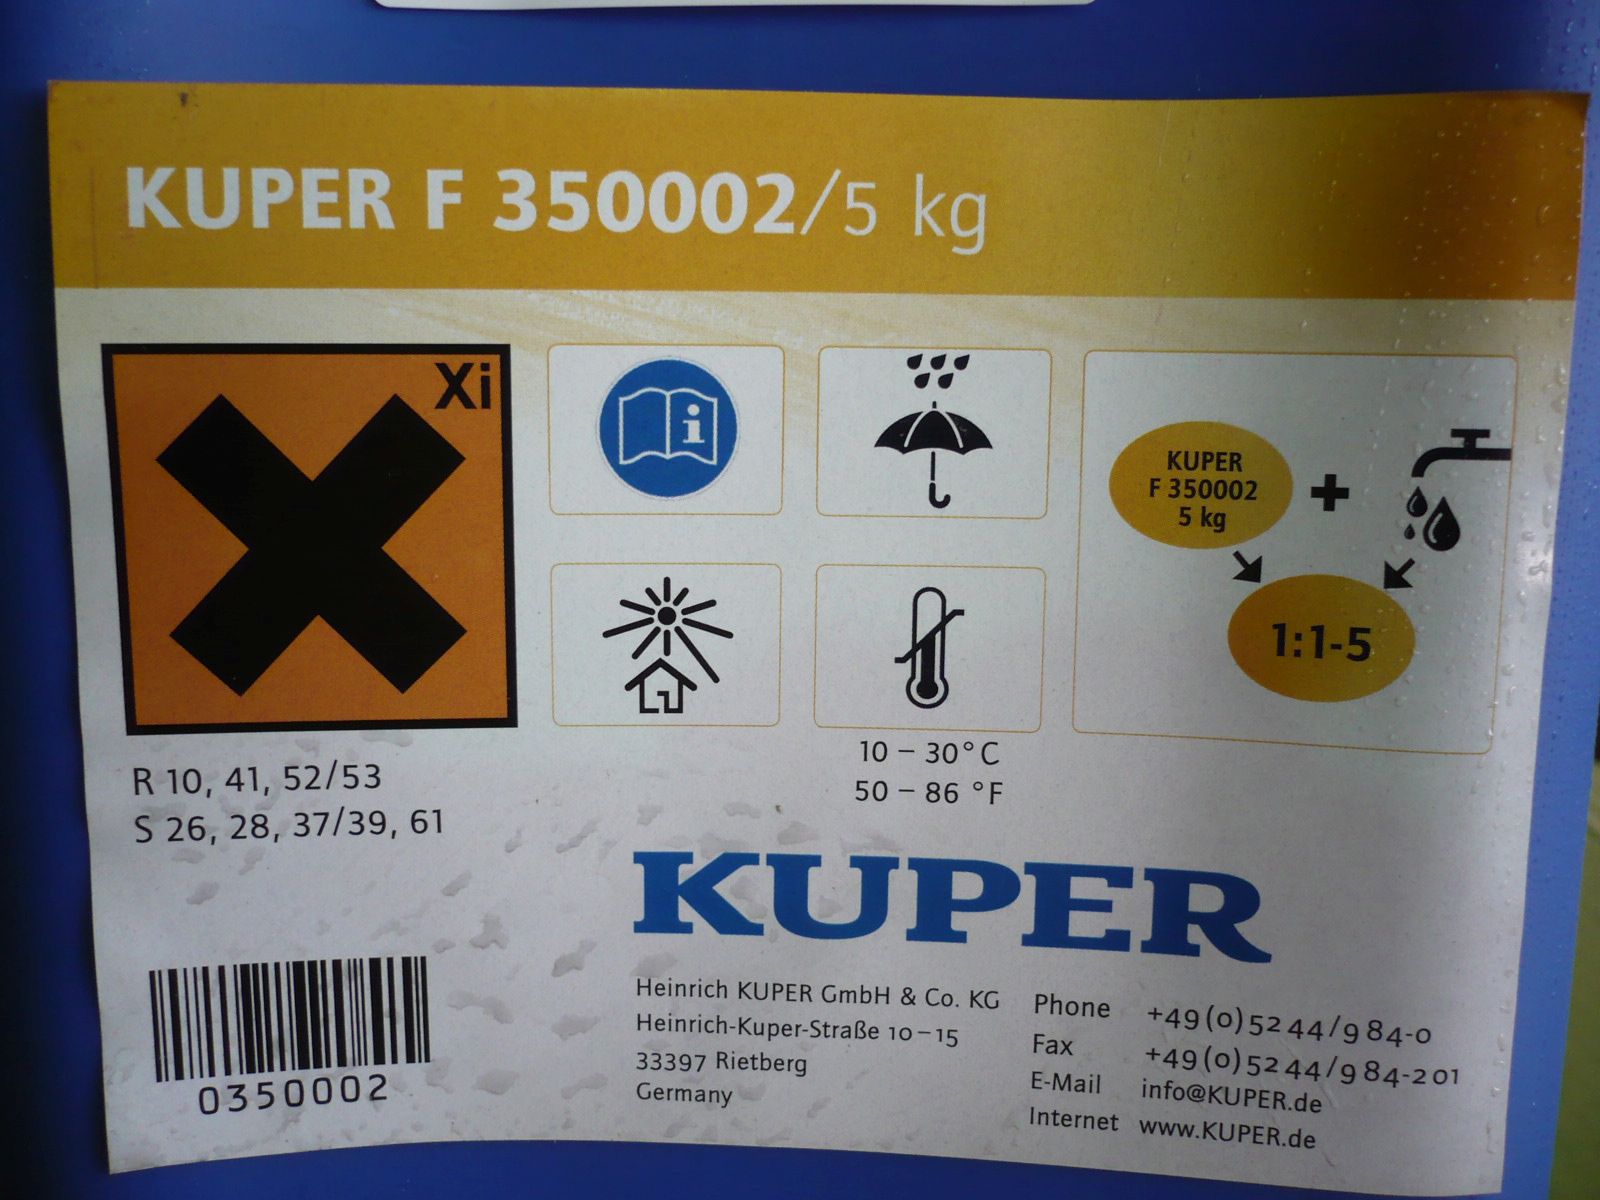 KUPER F 350002/5 kg
Xi
i
KUPER
F 350002
5 kg
+
1:1-5
10 – 30°C
50 – 86 °F
R 10, 41, 52/53
S 26, 28, 37/39, 61
KUPER
Heinrich KUPER GmbH & Co. KG
Heinrich-Kuper-Straße 10–15
33397 Rietberg
Germany
Phone +49(0)5244/984-0
Fax +49(0)5244/984-201
E-Mail info@KUPER.de
Internet www.KUPER.de
0350002